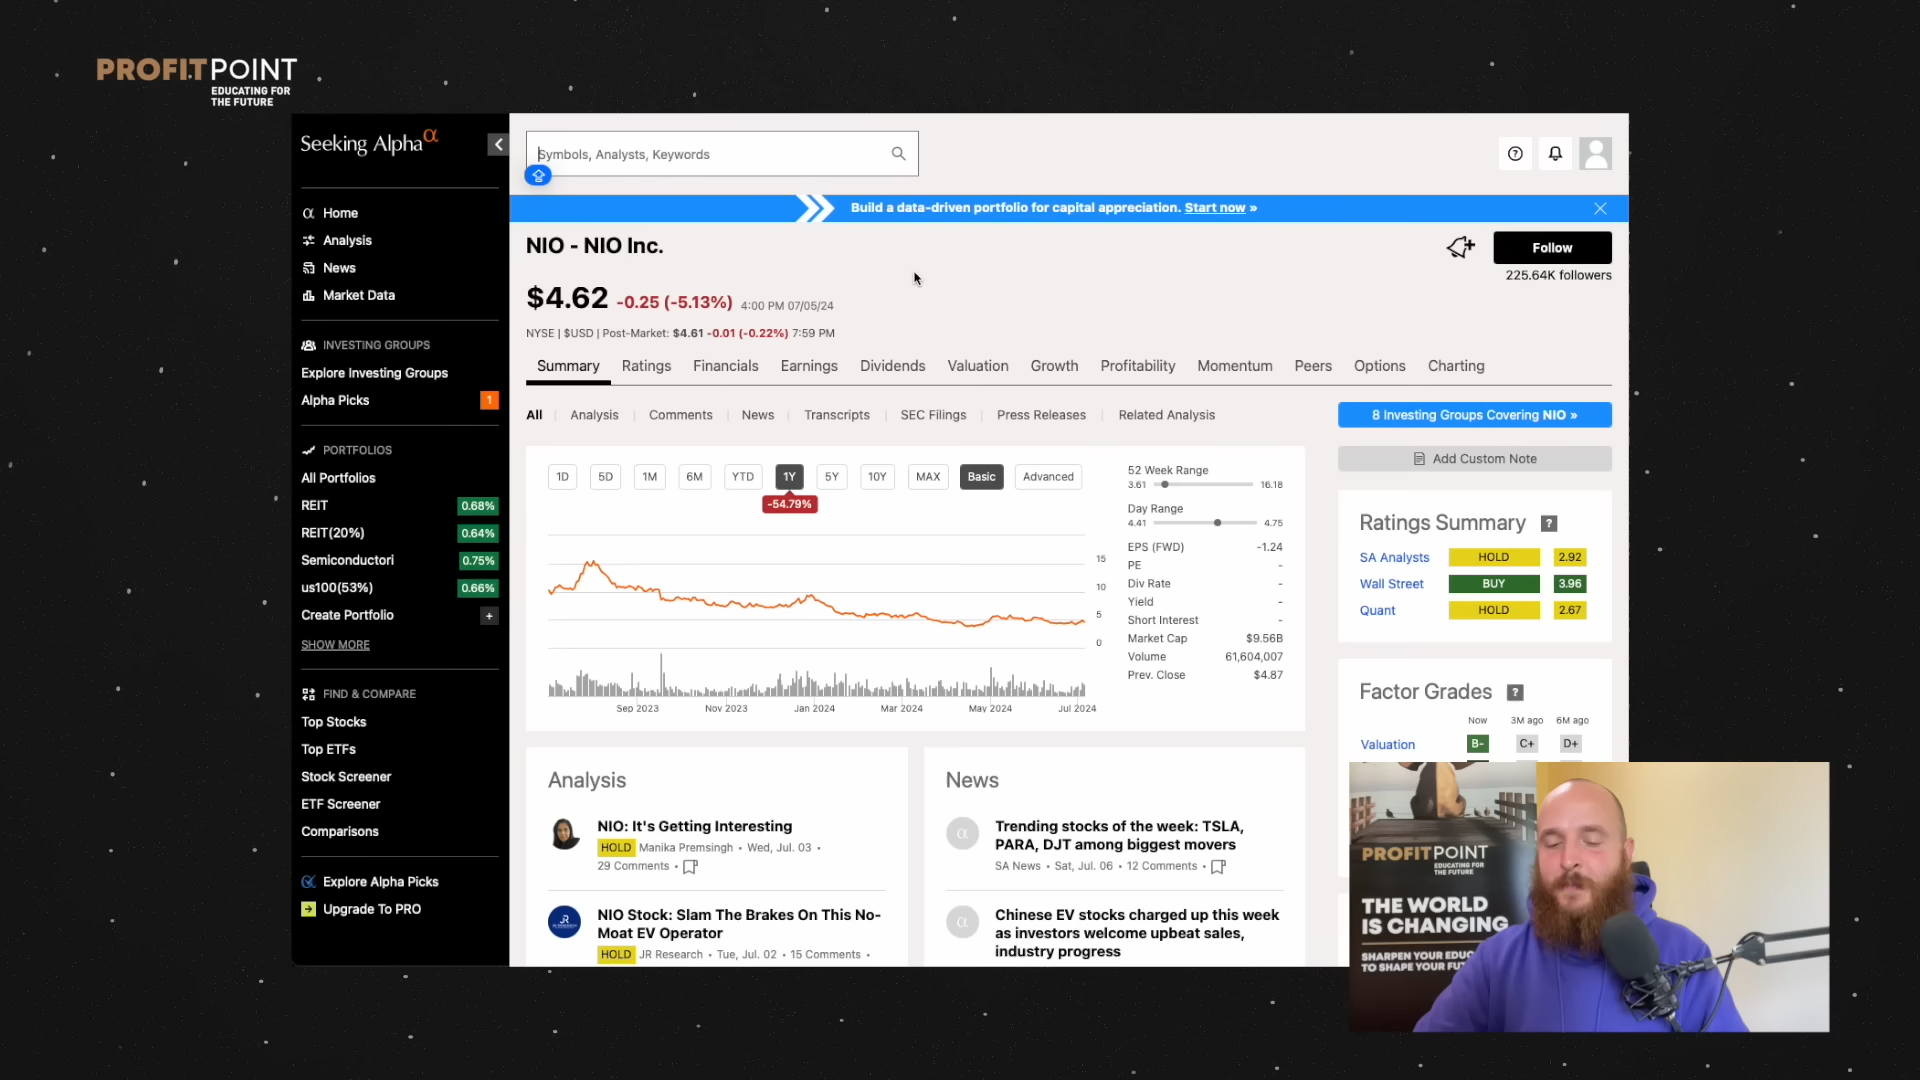 PROFITPOINT
EDUCATING FOR
THE FUTURE
Seeking Alphaα
Symbols, Analysts, Keywords
Home
Analysis
News
Market Data
INVESTING GROUPS
Explore Investing Groups
Alpha Picks 1
PORTFOLIOS
All Portfolios
REIT 0.68%
REIT(20%) 0.64%
Semiconductori 0.75%
us100(53%) 0.66%
Create Portfolio +
SHOW MORE
FIND & COMPARE
Top Stocks
Top ETFs
Stock Screener
ETF Screener
Comparisons
Explore Alpha Picks
Upgrade To PRO
Build a data-driven portfolio for capital appreciation. Start now »
NIO - NIO Inc.
Follow
225.64K followers
$4.62 -0.25 (-5.13%) 4:00 PM 07/05/24
NYSE | $USD | Post-Market: $4.61 -0.01 (-0.22%) 7:59 PM
Summary Ratings Financials Earnings Dividends Valuation Growth Profitability Momentum Peers Options Charting
All Analysis Comments News Transcripts SEC Filings Press Releases Related Analysis
8 Investing Groups Covering NIO »
Add Custom Note
1D 5D 1M 6M YTD 1Y 5Y 10Y MAX Basic Advanced
-54.79%
15
10
5
0
Sep 2023 Nov 2023 Jan 2024 Mar 2024 May 2024 Jul 2024
52 Week Range
3.61 16.18
Day Range
4.41 4.75
EPS (FWD) -1.24
PE -
Div Rate -
Yield -
Short Interest -
Market Cap $9.56B
Volume 61,604,007
Prev. Close $4.87
Ratings Summary ?
SA Analysts HOLD 2.92
Wall Street BUY 3.96
Quant HOLD 2.67
Factor Grades ?
Now 3M ago 6M ago
Valuation B- C+ D+
Analysis
NIO: It's Getting Interesting
HOLD Manika Premsingh • Wed, Jul. 03 •
29 Comments •
NIO Stock: Slam The Brakes On This No-
Moat EV Operator
HOLD JR Research • Tue, Jul. 02 • 15 Comments •
News
Trending stocks of the week: TSLA,
PARA, DJT among biggest movers
SA News • Sat, Jul. 06 • 12 Comments •
Chinese EV stocks charged up this week
as investors welcome upbeat sales,
industry progress
PROFITPOINT
EDUCATING FOR
THE FUTURE
THE WORLD
IS CHANGING
SHARPEN YOUR EDUC
TO SHAPE YOUR FU